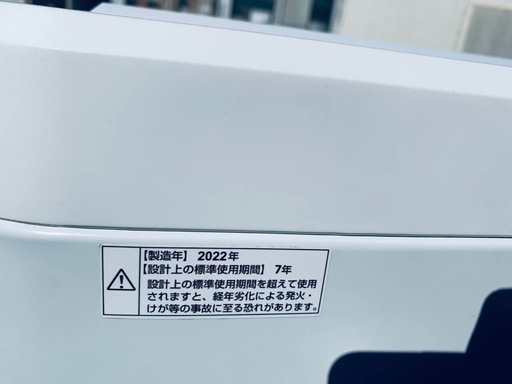 【製造年】 2022年
【設計上の標準使用期間】 7年
設計上の標準使用期間を超えて使用
されますと、経年劣化による発火・
けが等の事故に至る恐れがあります。